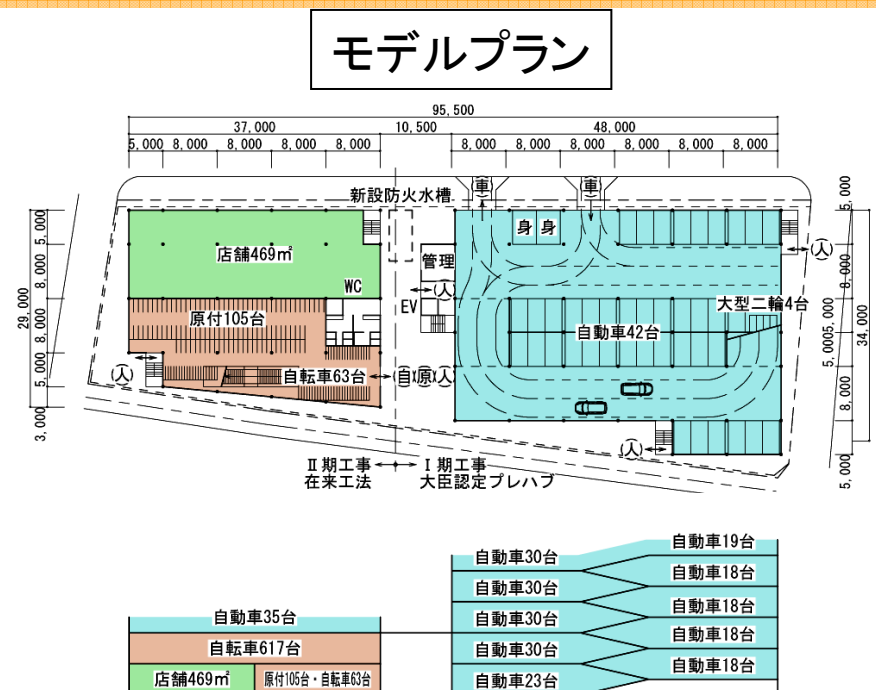 モデルプラン
95,500
37,000 10,500 48,000
5,000 8,000 8,000 8,000 8,000 8,000 8,000 8,000 8,000 8,000 8,000
新設防火水槽
車 車
身 身
店舗469㎡
管理
人
WC
EV
人
原付105台
大型二輪4台
自動車42台
人
自転車63台
自 原 人
人
29,000
5,000
8,000
8,000
5,000
3,000
5,000
8,000
5,000
5,000
8,000
5,000
34,000
Ⅱ期工事
在来工法
Ⅰ期工事
大臣認定プレハブ
自動車19台
自動車30台
自動車18台
自動車30台
自動車18台
自動車30台
自動車18台
自動車30台
自動車18台
自動車23台
自動車35台
自転車617台
店舗469㎡
原付105台・自転車63台